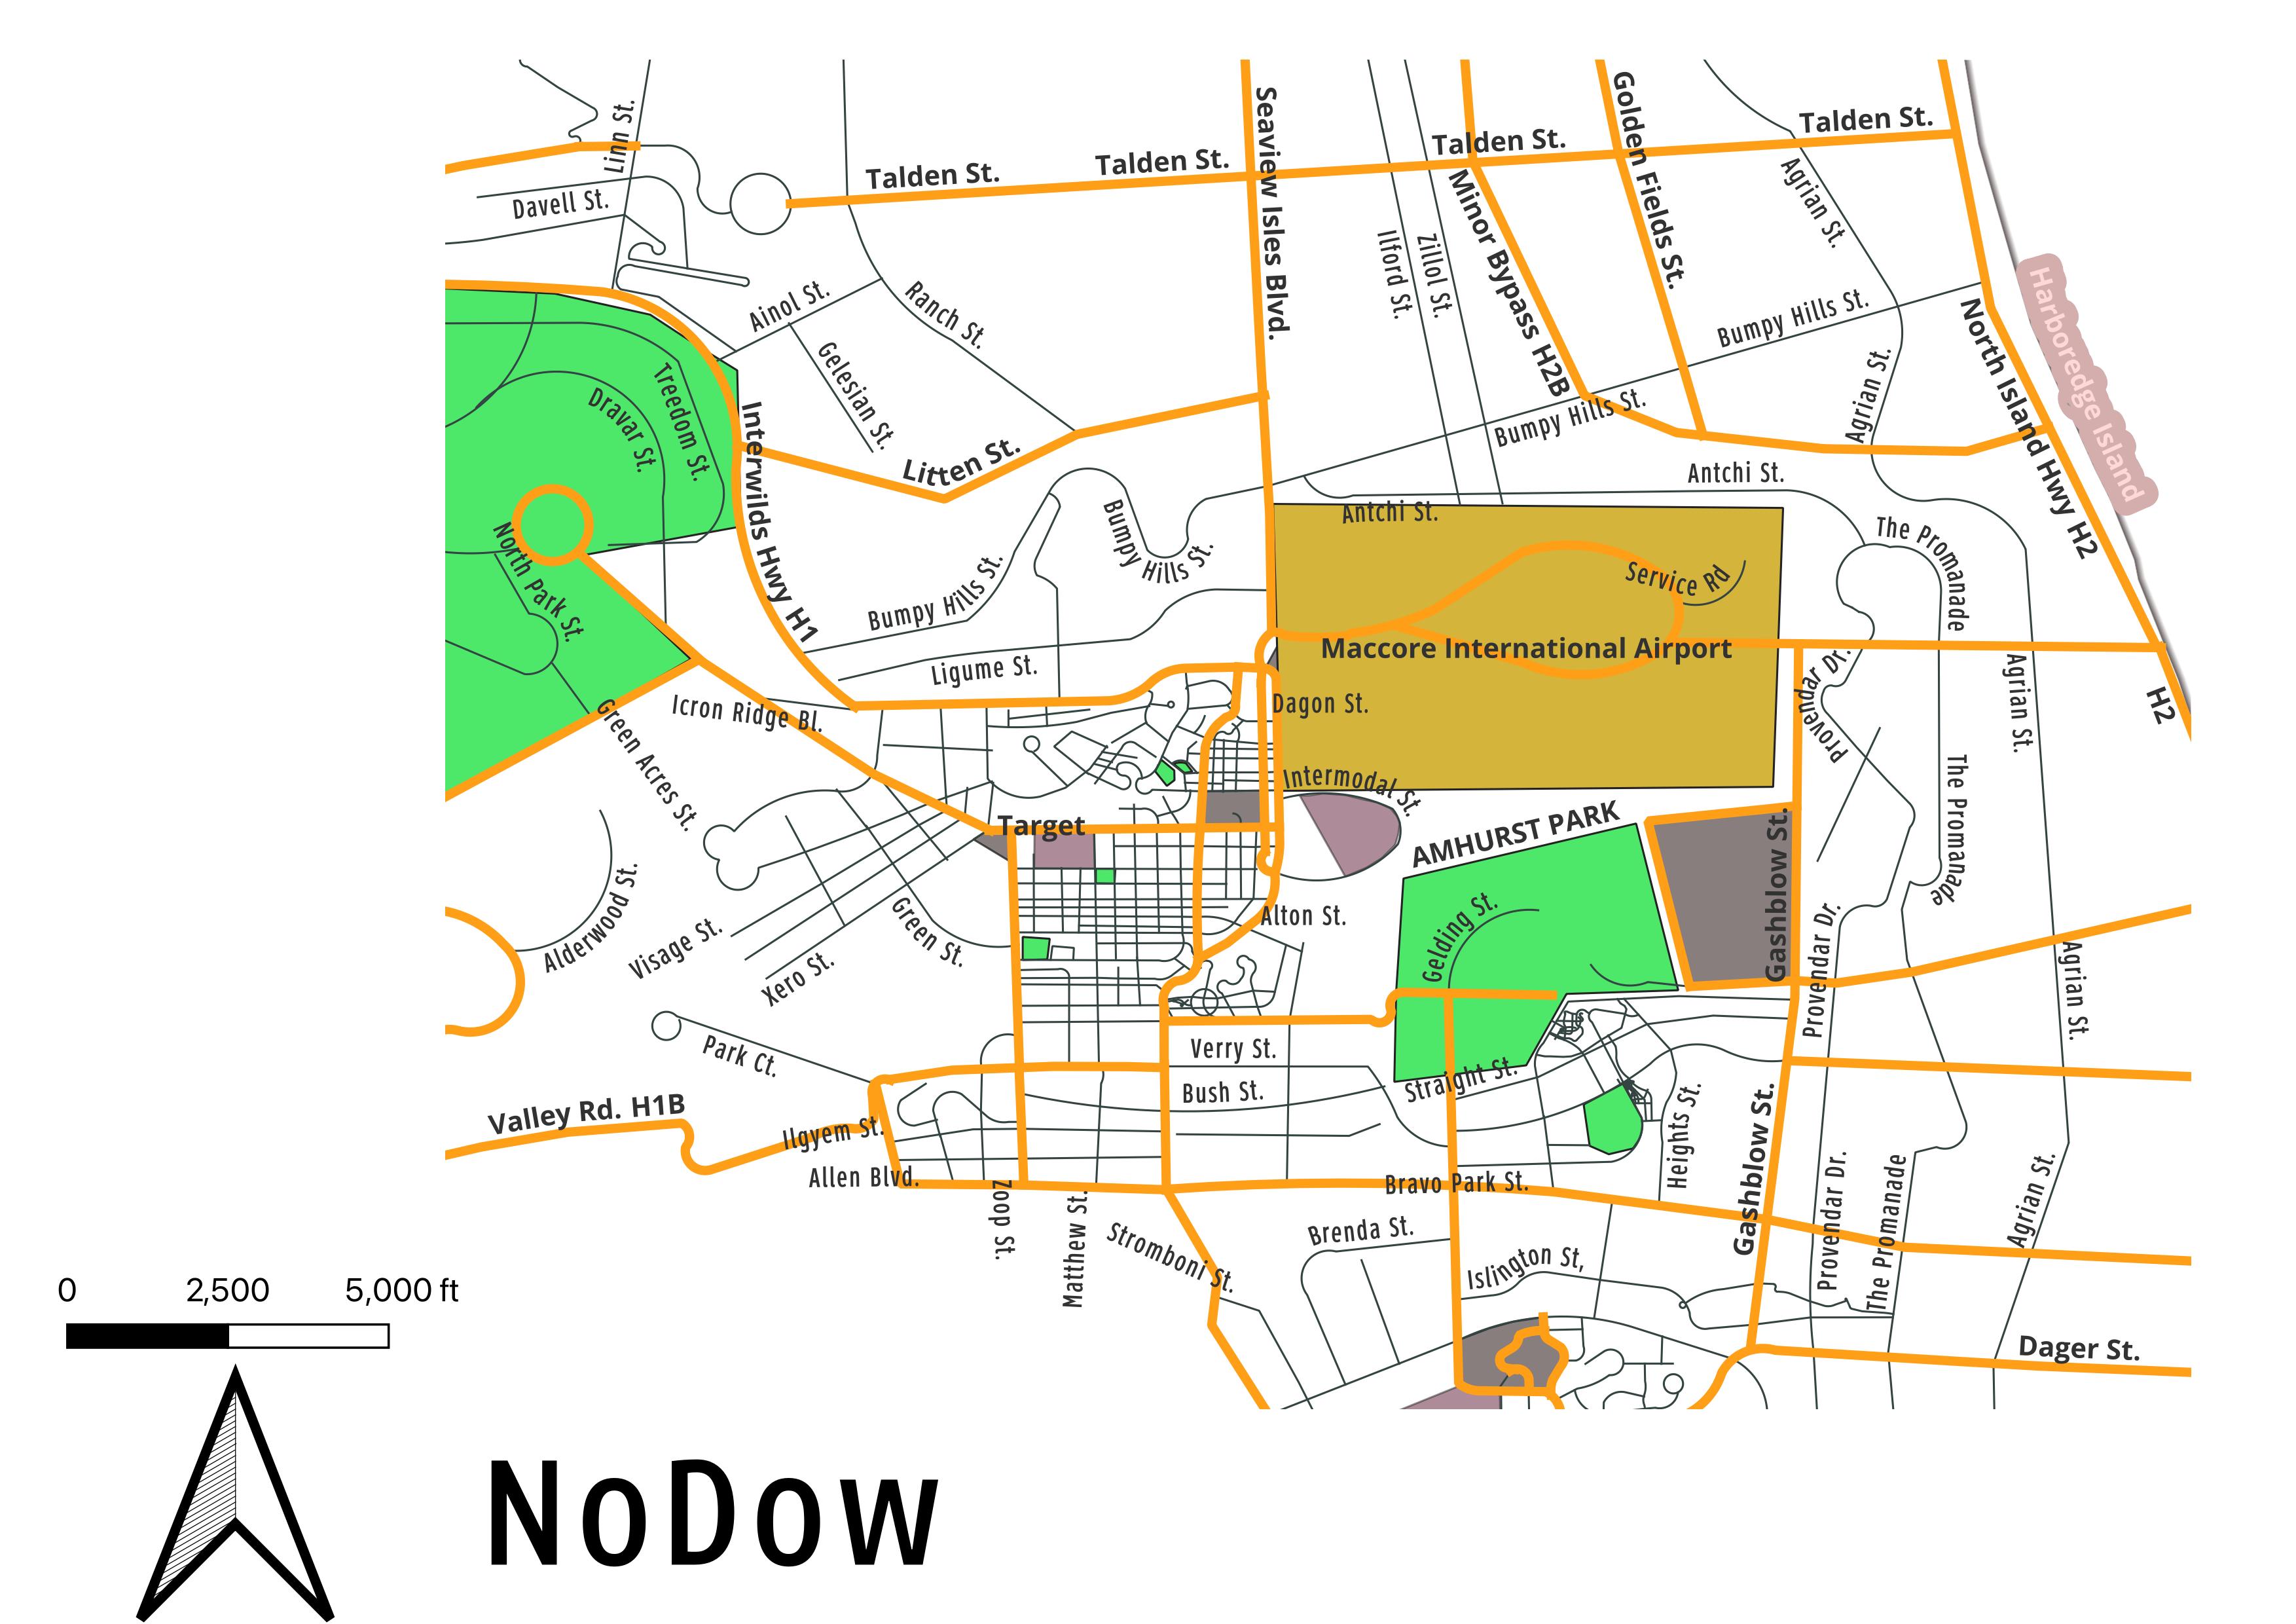 Linn St.
Davell St.
Talden St.
Talden St.
Talden St.
Talden St.
Seaview Isles Blvd.
Golden Fields St.
Minor Bypass H2B
Ilford St.
Zillol St.
Agrian St.
Bumpy Hills St.
Harboredge Island
North Island Hwy H2
Ainol St.
Ranch St.
Gelesian St.
Treedom St.
Dravar St.
Interwilds Hwy H1
Litten St.
Bumpy Hills St.
Agrian St.
Antchi St.
Antchi St.
Bumpy Hills St.
Bumpy Hills St.
North Park St.
Service Rd
The Promanade
Maccore International Airport
Ligume St.
Icron Ridge Bl.
Green Acres St.
Dagon St.
Provendar Dr.
Agrian St.
H2
Intermodal St.
Target
AMHURST PARK
Gashblow St.
The Promanade
Alderwood St.
Visage St.
Xero St.
Green St.
Alton St.
Gelding St.
Provendar Dr.
Agrian St.
Park Ct.
Verry St.
Bush St.
Straight St.
Heights St.
Gashblow St.
Valley Rd. H1B
Ilgyem St.
Allen Blvd.
Zoop St.
Matthew St.
Stromboni St.
Bravo Park St.
Brenda St.
Islington St,
Provendar Dr.
The Promanade
Agrian St.
Dager St.
0 2,500 5,000 ft
NoDow